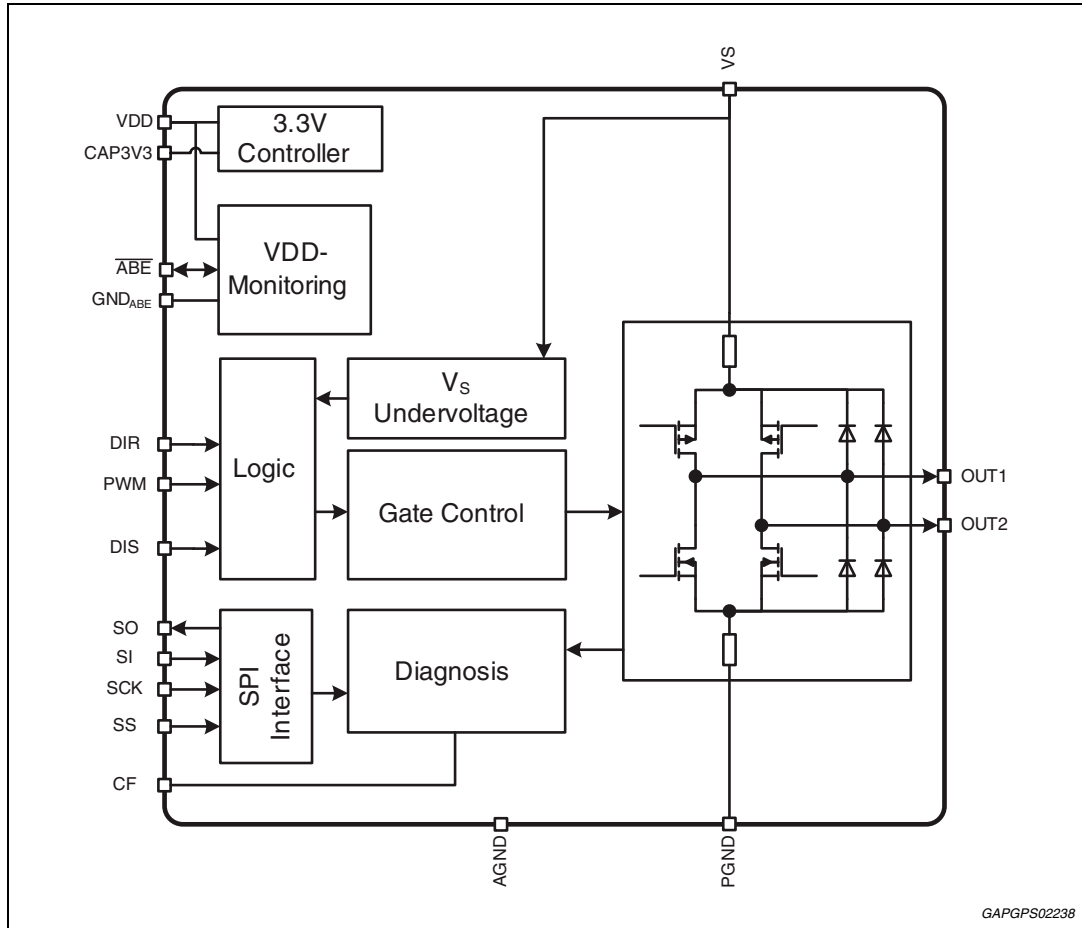 VS
VDD
CAP3V3
3.3V
Controller
ABE
GNDABE
VDD-
Monitoring
VS
Undervoltage
DIR
PWM
DIS
Logic
Gate Control
OUT1
OUT2
SO
SI
SCK
SS
SPI
Interface
Diagnosis
CF
AGND
PGND
GAPGPS02238